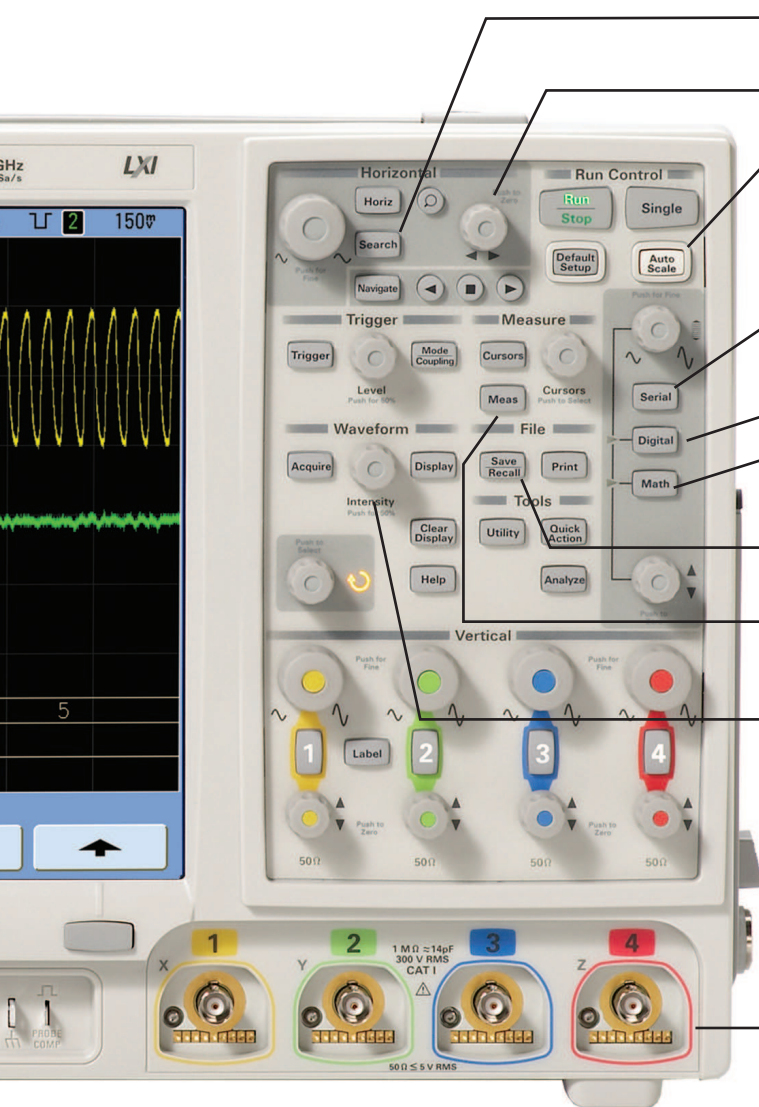 GHz
Sa/s
LXI
2
150
5
Horizontal
Horiz
Search
Push to
Zero
Push for
Fine
Navigate
Run Control
Run
Stop
Single
Default
Setup
Auto
Scale
Push for Fine
Trigger
Trigger
Mode
Coupling
Level
Push for 50%
Measure
Cursors
Meas
Cursors
Push to Select
Serial
Digital
Math
Waveform
Acquire
Display
Intensity
Push for 50%
File
Save
Recall
Print
Tools
Clear
Display
Utility
Quick
Action
Push to
Select
Help
Analyze
Push to
Vertical
Push for
Fine
Push for
Fine
1
Label
2
3
4
Push to
Zero
Push to
Zero
50Ω
50Ω
50Ω
50Ω
1
2
1 MΩ ≈14pF
300 V RMS
CAT I
3
4
X
Y
Z
PROBE
COMP
50Ω ≤ 5 V RMS